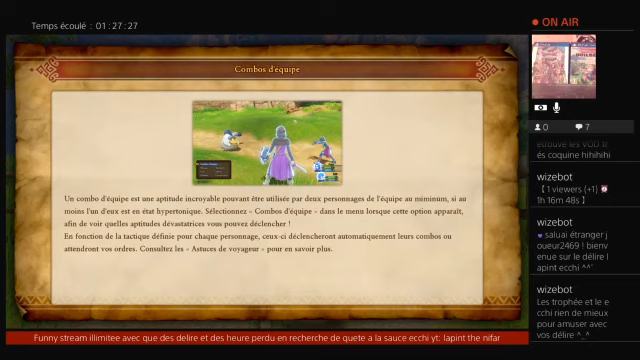 Temps écoulé : 01:27:27
ON AIR
Combos d'équipe
Un combo d'équipe est une aptitude incroyable pouvant être utilisée par deux personnages de l'équipe au minimum, si au
moins l'un d'eux est en état hypertonique. Sélectionnez « Combos d'équipe » dans le menu lorsque cette option apparaît,
afin de voir quelles aptitudes dévastatrices vous pouvez déclencher !
En fonction de la tactique définie pour chaque personnage, ceux-ci déclencheront automatiquement leurs combos ou
attendront vos ordres. Consultez les « Astuces de voyageur » pour en savoir plus.
0
7
és coquine hihihihi
wizebot
【 1 viewers (+1) ⏰
1h 16m 48s 】
wizebot
saluai étranger j
oueur2469 ! bienv
enue sur le délire l
apint ecchi ^^'
wizebot
Les trophée et le e
cchi rien de mieux
pour amuser avec
vos délire ^_^
Funny stream illimitee avec que des delire et des heure perdu en recherche de quete a la sauce ecchi yt: lapint the nifar